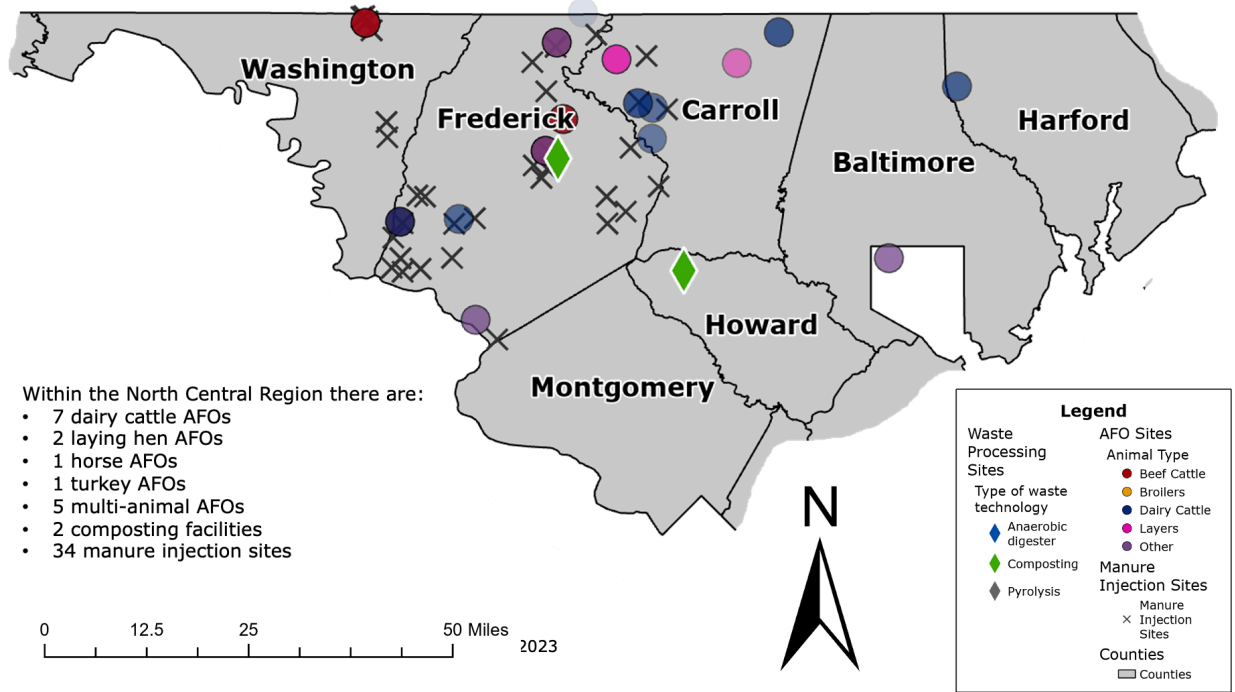 Washington
Frederick
Carroll
Harford
Baltimore
Howard
Montgomery
Within the North Central Region there are:
• 7 dairy cattle AFOs
• 2 laying hen AFOs
• 1 horse AFOs
• 1 turkey AFOs
• 5 multi-animal AFOs
• 2 composting facilities
• 34 manure injection sites
0 12.5 25 50 Miles
2023
N
Legend
Waste
Processing
Sites
Type of waste
technology
Anaerobic
digester
Composting
Pyrolysis
AFO Sites
Animal Type
Beef Cattle
Broilers
Dairy Cattle
Layers
Other
Manure
Injection Sites
Manure
Injection
Sites
Counties
Counties